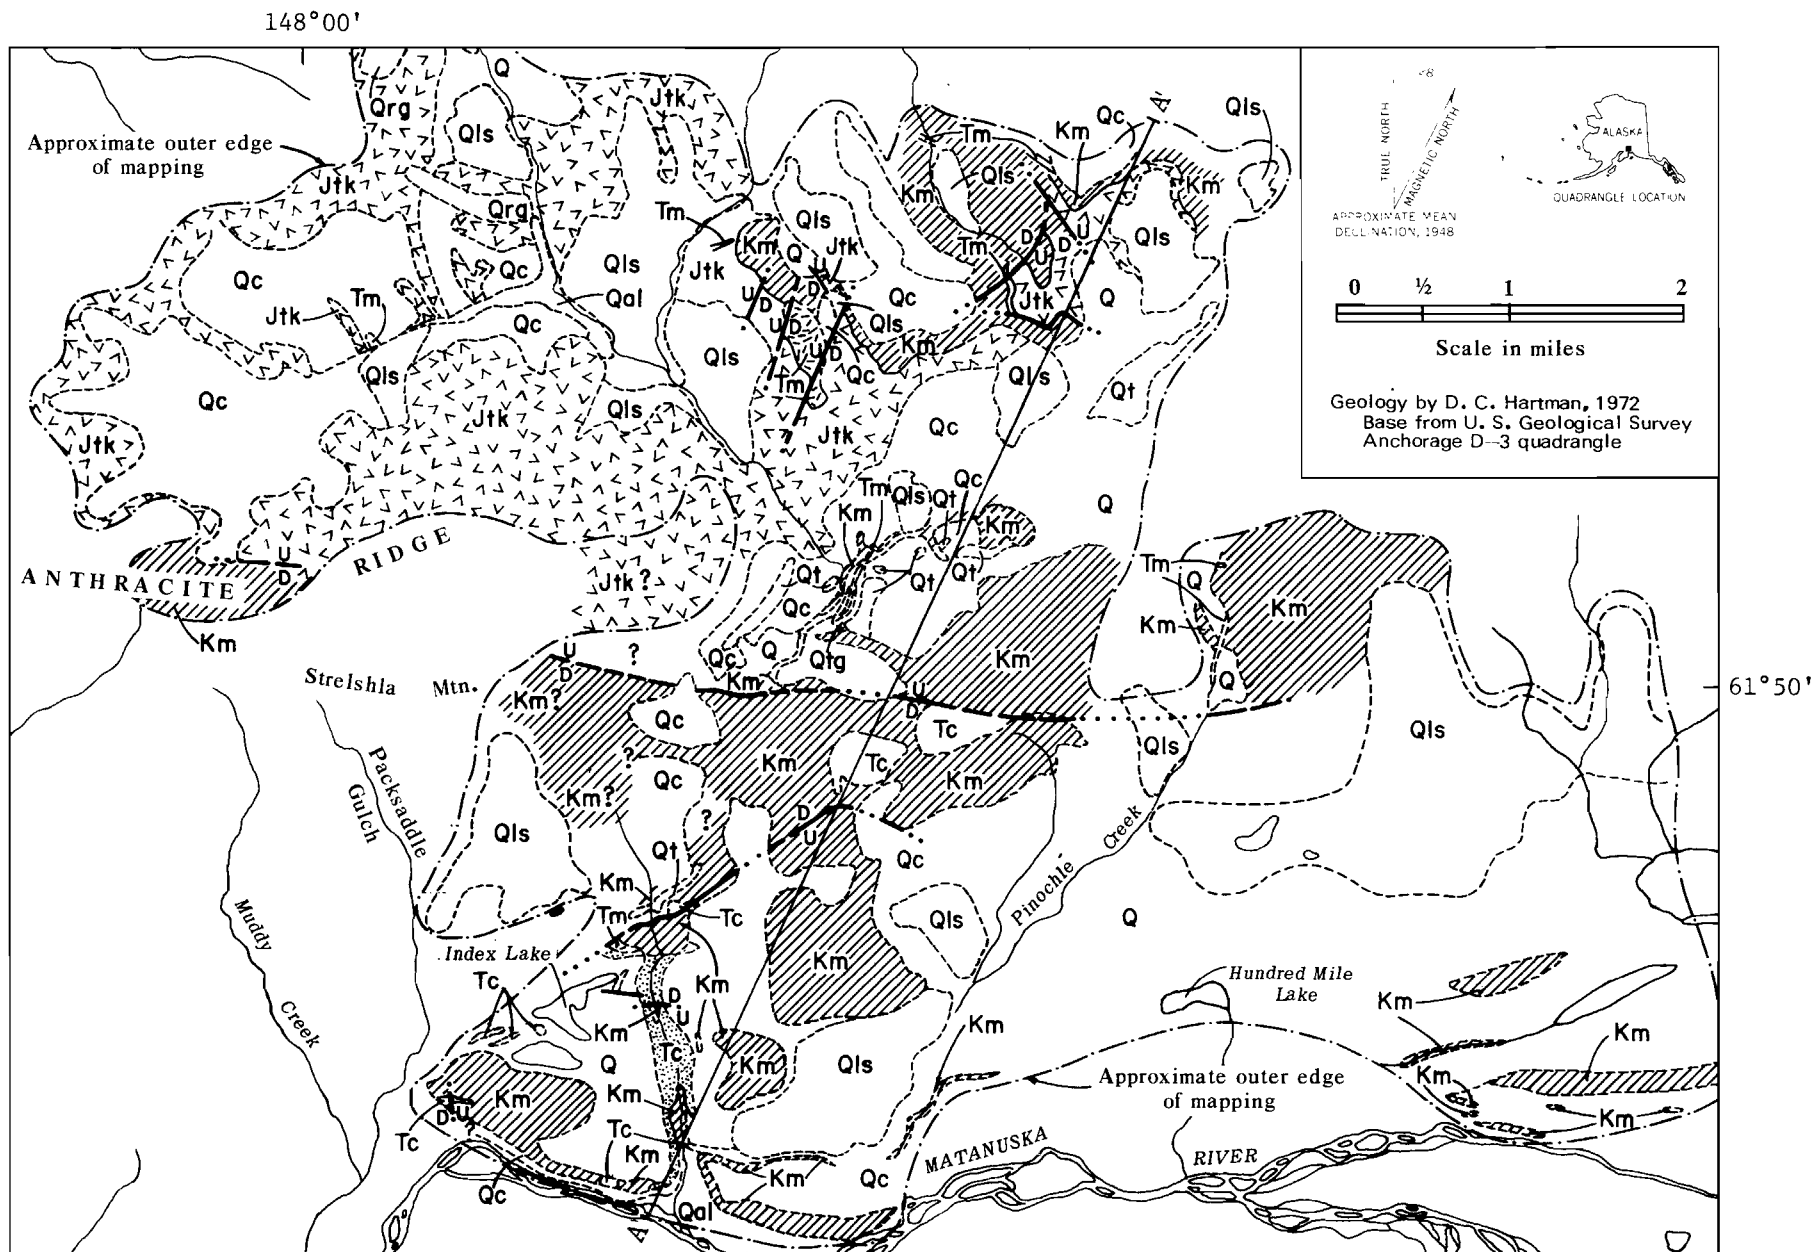 148°00'
Q
Qrg
Jtk
Qls
Approximate outer edge
of mapping
Jtk
Qrg
Qc
Qc
Jtk
Tm
Qls
Qal
Qc
Qls
Qc
Jtk
Jtk
Qls
Tm
Km
Q
Qls
U
Jtk
Jtk
D
U
D
Qc
Qls
U
D
Qls
U
D
Km
Tm
Qc
Jtk
Tm
Km
Qc
A'
Qls
Qls
Km
Km
Tm
D
U
D
U
Qls
Jtk
Q
Qls
Qt
Qc
Q
TRUE NORTH
MAGNETIC NORTH
APPROXIMATE MEAN
DECLINATION, 1948
ALASKA
QUADRANGLE LOCATION
0 ½ 1 2
Scale in miles
Geology by D. C. Hartman, 1972
Base from U. S. Geological Survey
Anchorage D-3 quadrangle
Tm
Qls
Qt
Qc
Km
Km
U
D
ANTHRACITE
RIDGE
Km
Jtk?
Qt
Qc
Qt
Qt
Tm
Q
Km
Km
Strelshla Mtn.
U
D
?
Qc
Q
Qtg
Km
Km
Q
61°50'
Km?
Qc
U
D
Tc
Qls
Qls
Packsaddle
Gulch
?
Km
Tc
Km
Km?
Qc
Qls
?
D
U
Qc
Qt
Pinochle Creek
Km
Tm
Tc
Qls
Q
Muddy
Creek
Index Lake
Tc
Km
Km
D
U
Km
Hundred Mile
Lake
Km
Km
Km
Q
Tc
Km
Qls
Km
Km
Approximate outer edge
of mapping
Km
Km
D
U
?
Tc
Tc
Km
Km
Qc
Qc
Qal
A
MATANUSKA
RIVER